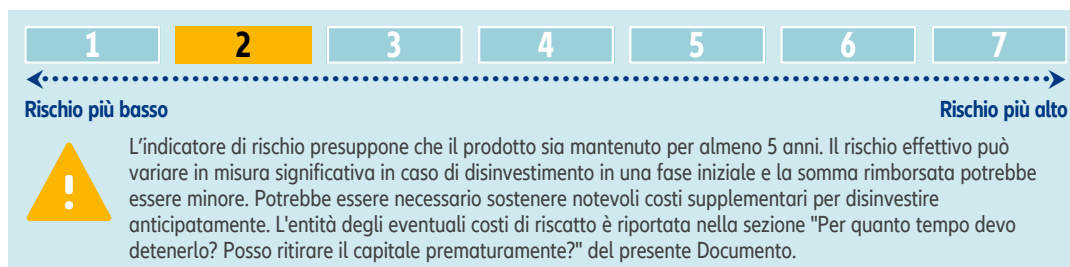 1 2 3 4 5 6 7
Rischio più basso Rischio più alto
L'indicatore di rischio presuppone che il prodotto sia mantenuto per almeno 5 anni. Il rischio effettivo può
variare in misura significativa in caso di disinvestimento in una fase iniziale e la somma rimborsata potrebbe
essere minore. Potrebbe essere necessario sostenere notevoli costi supplementari per disinvestire
anticipatamente. L'entità degli eventuali costi di riscatto è riportata nella sezione "Per quanto tempo devo
detenerlo? Posso ritirare il capitale prematuramente?" del presente Documento.